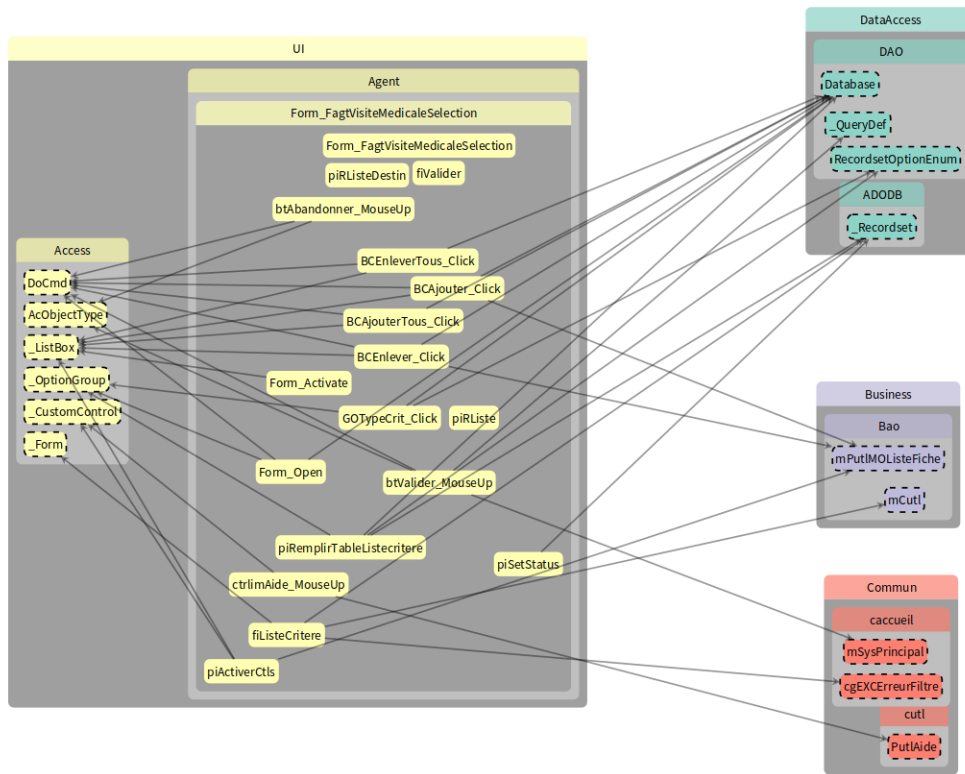 UI
Agent
Form_FagtVisiteMedicaleSelection
Form_FagtVisiteMedicaleSelection
piRListeDestin
fiValider
btAbandonner_MouseUp
BCEnleverTous_Click
BCAjouter_Click
BCAjouterTous_Click
BCEnlever_Click
Form_Activate
GOTypeCrit_Click
piRListe
Form_Open
btValider_MouseUp
piRemplirTableListecritere
piSetStatus
ctrlimAide_MouseUp
fiListeCritere
piActiverCtls
Access
DoCmd
AcObjectType
_ListBox
_OptionGroup
_CustomControl
_Form
DataAccess
DAO
Database
_QueryDef
RecordsetOptionEnum
ADODB
_Recordset
Business
Bao
mPutlMOListeFiche
mCutl
Commun
caccueil
mSysPrincipal
cgEXCErreurFiltre
cutl
PutlAide